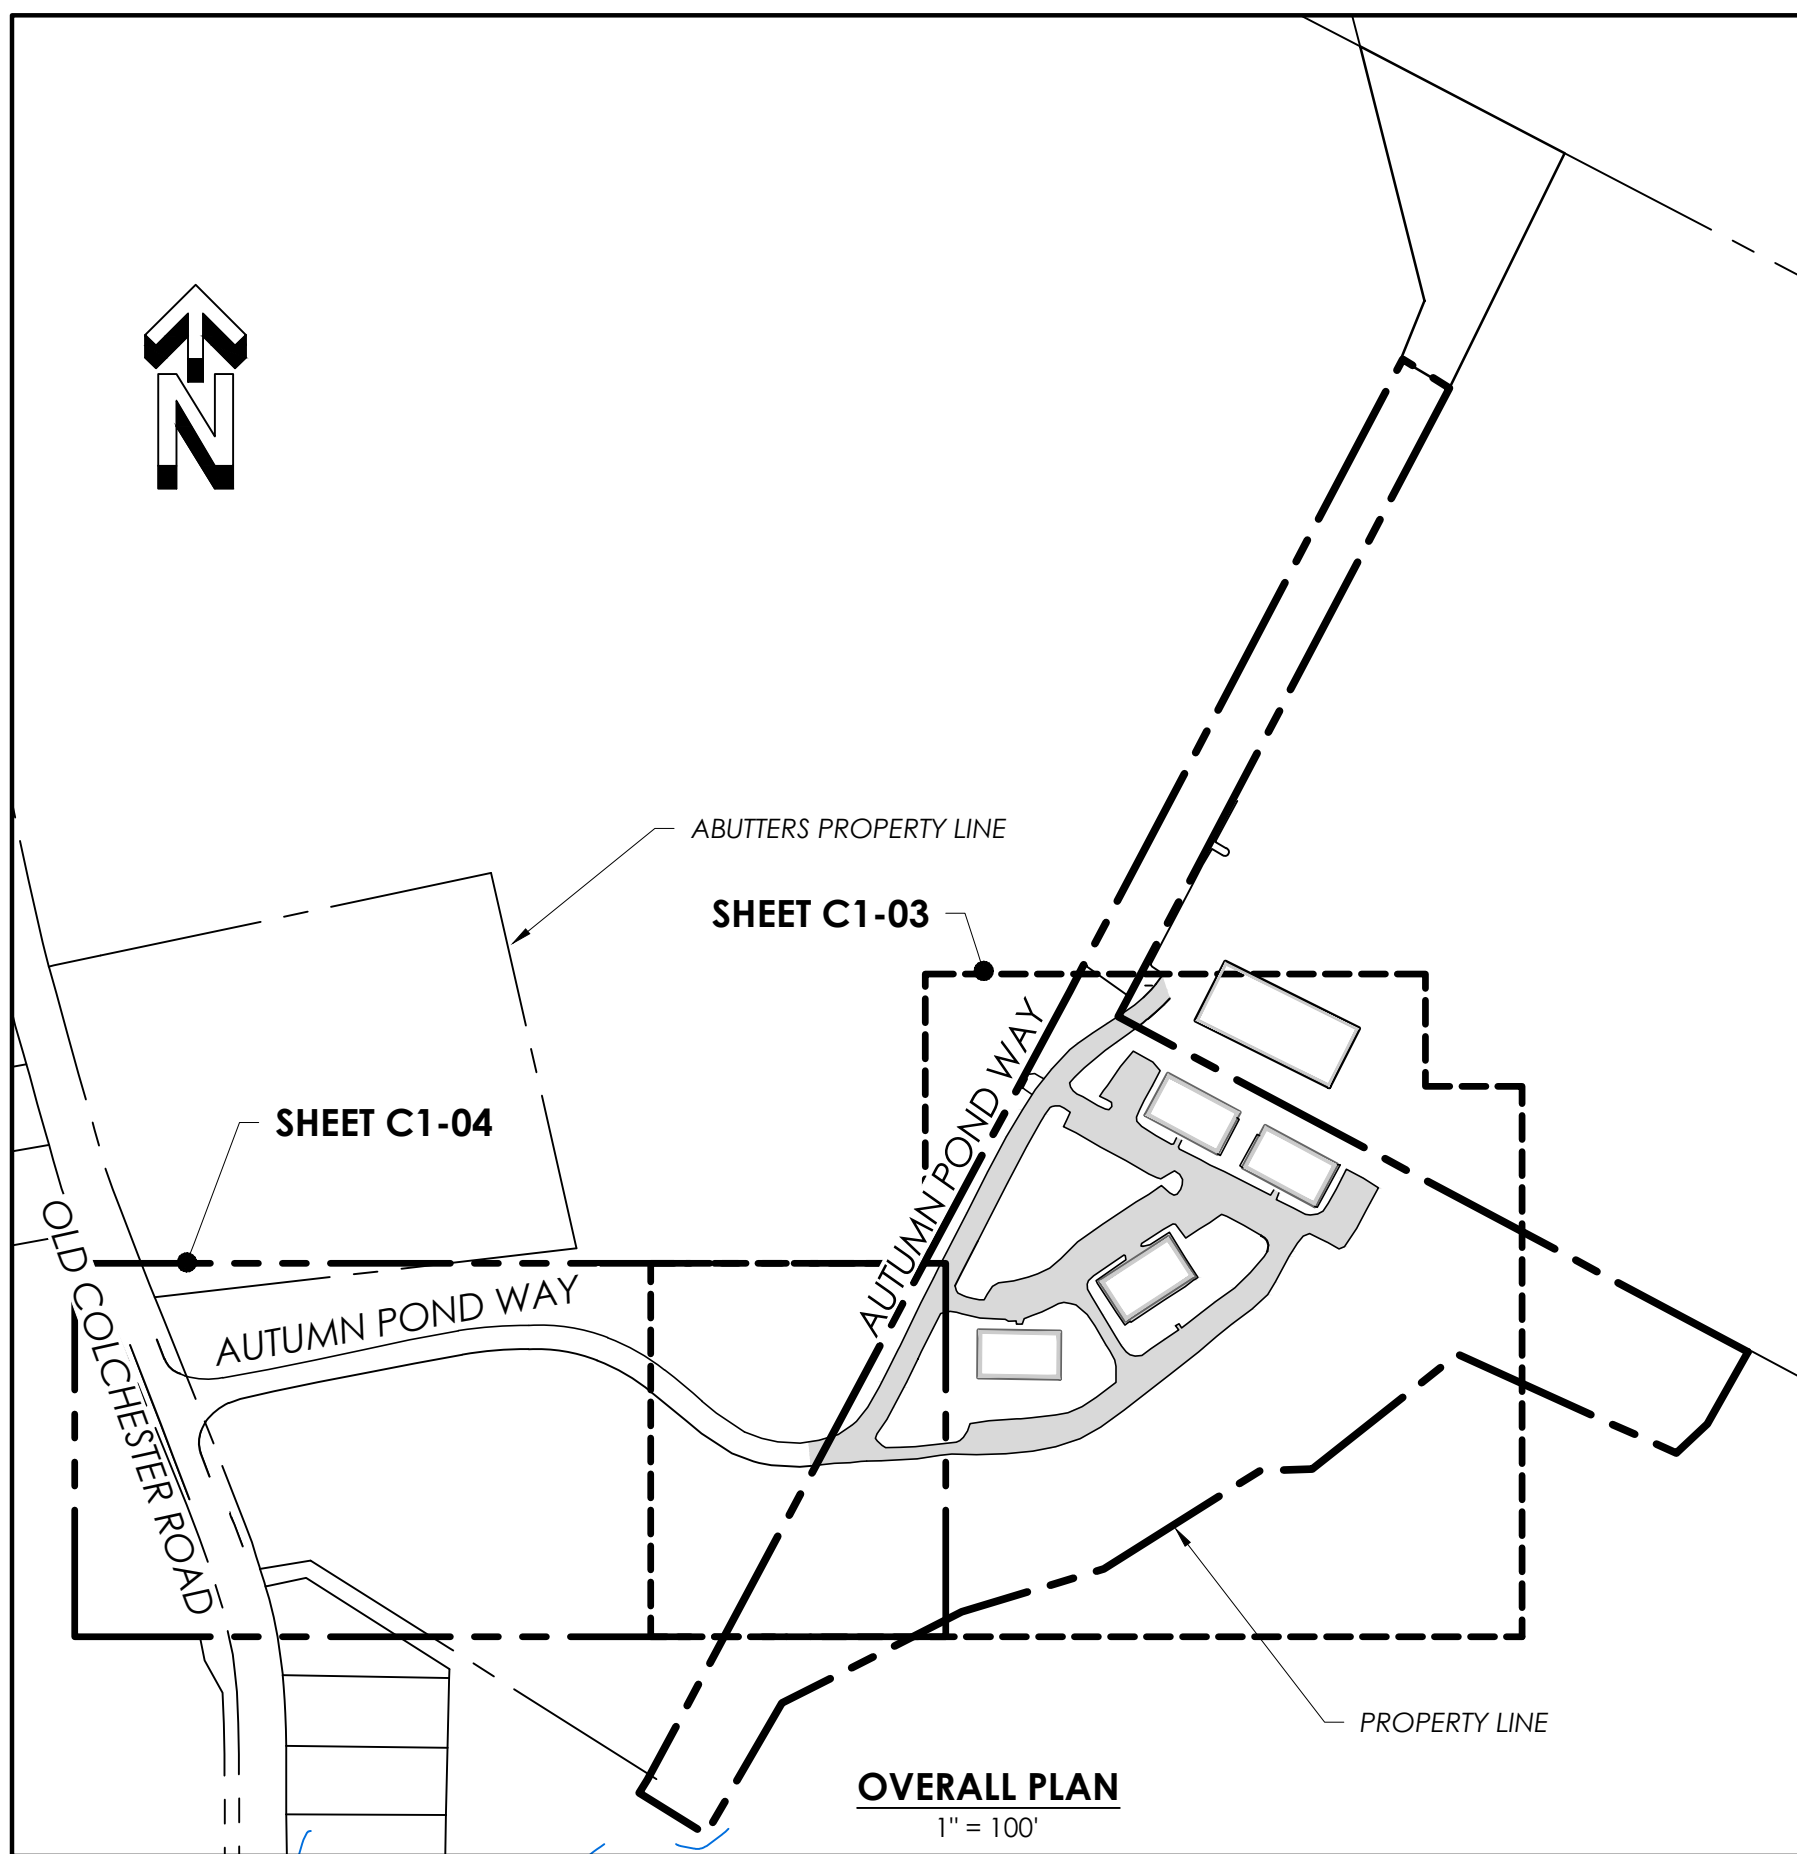 N
ABUTTERS PROPERTY LINE
SHEET C1-03
AUTUMN POND WAY
SHEET C1-04
OLD COLCHESTER ROAD
AUTUMN POND WAY
PROPERTY LINE
OVERALL PLAN
1" = 100'